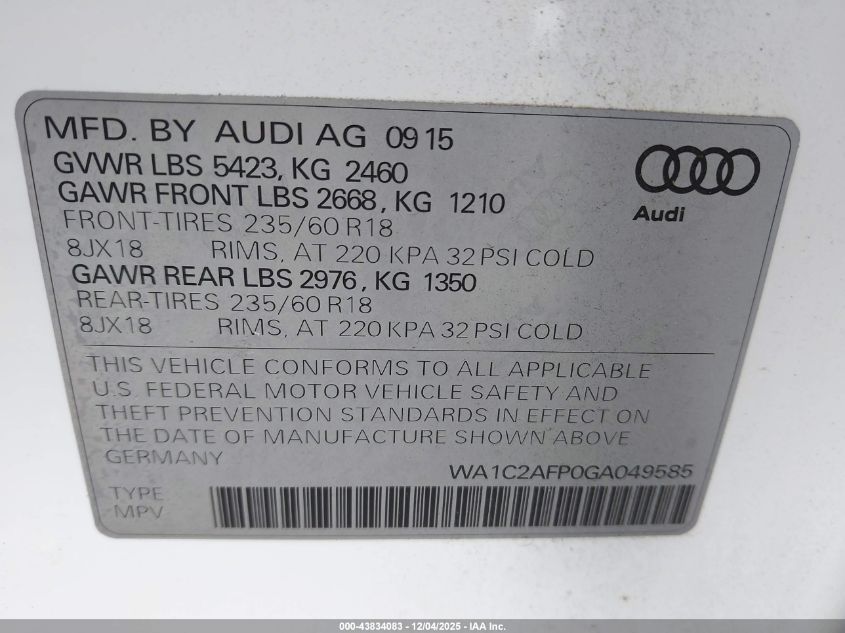 MFD. BY AUDI AG 09 15
GVWR LBS 5423, KG 2460
GAWR FRONT LBS 2668, KG 1210
FRONT-TIRES 235/60 R18
8JX18 RIMS, AT 220 KPA 32 PSI COLD
GAWR REAR LBS 2976, KG 1350
REAR-TIRES 235/60 R18
8JX18 RIMS, AT 220 KPA 32 PSI COLD
Audi
THIS VEHICLE CONFORMS TO ALL APPLICABLE
U.S. FEDERAL MOTOR VEHICLE SAFETY AND
THEFT PREVENTION STANDARDS IN EFFECT ON
THE DATE OF MANUFACTURE SHOWN ABOVE
GERMANY
WA1C2AFP0GA049585
TYPE
MPV
000-43834083 - 12/04/2025 - IAA Inc.